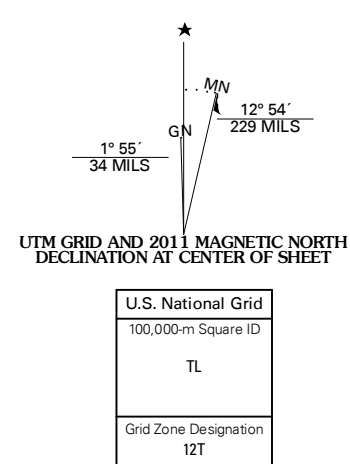 MN
GN
12° 54´
229 MILS
1° 55´
34 MILS
UTM GRID AND 2011 MAGNETIC NORTH
DECLINATION AT CENTER OF SHEET
U.S. National Grid
100,000-m Square ID
TL
Grid Zone Designation
12T